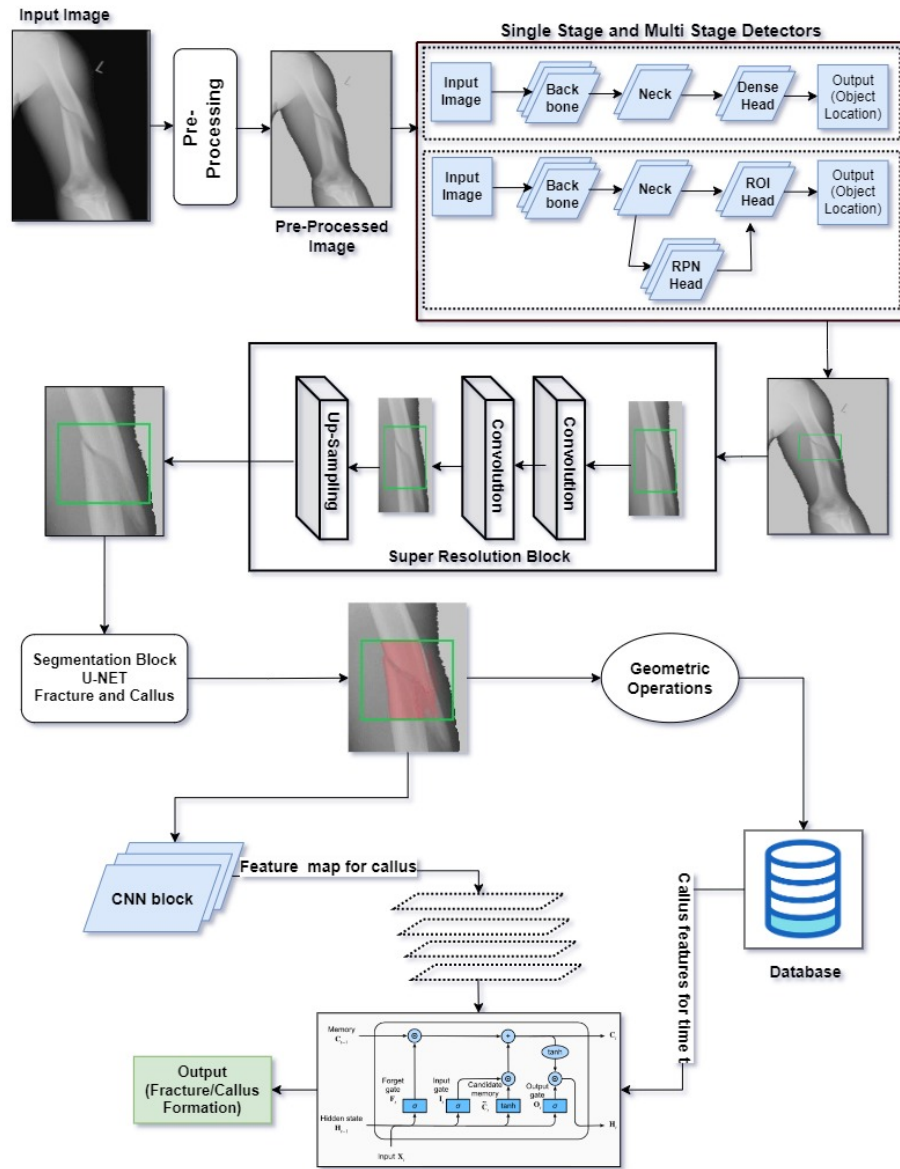 Input Image
L
Pre-
Processing
L
Pre-Processed
Image
Single Stage and Multi Stage Detectors
Input
Image
Back
bone
Neck
Dense
Head
Output
(Object
Location)
Input
Image
Back
bone
Neck
ROI
Head
Output
(Object
Location)
RPN
Head
L
Convolution
Convolution
Up-Sampling
Super Resolution Block
Segmentation Block
U-NET
Fracture and Callus
Geometric
Operations
CNN block
Feature map for callus
Callus features for time t
Database
Memory
C t-1
C t
tanh
Forget
gate
F t
Input
gate
I t
Candidate
memory
C̃ t
Output
gate
O t
σ
σ
tanh
σ
Hidden state
H t-1
H t
Input X t
Output
(Fracture/Callus
Formation)